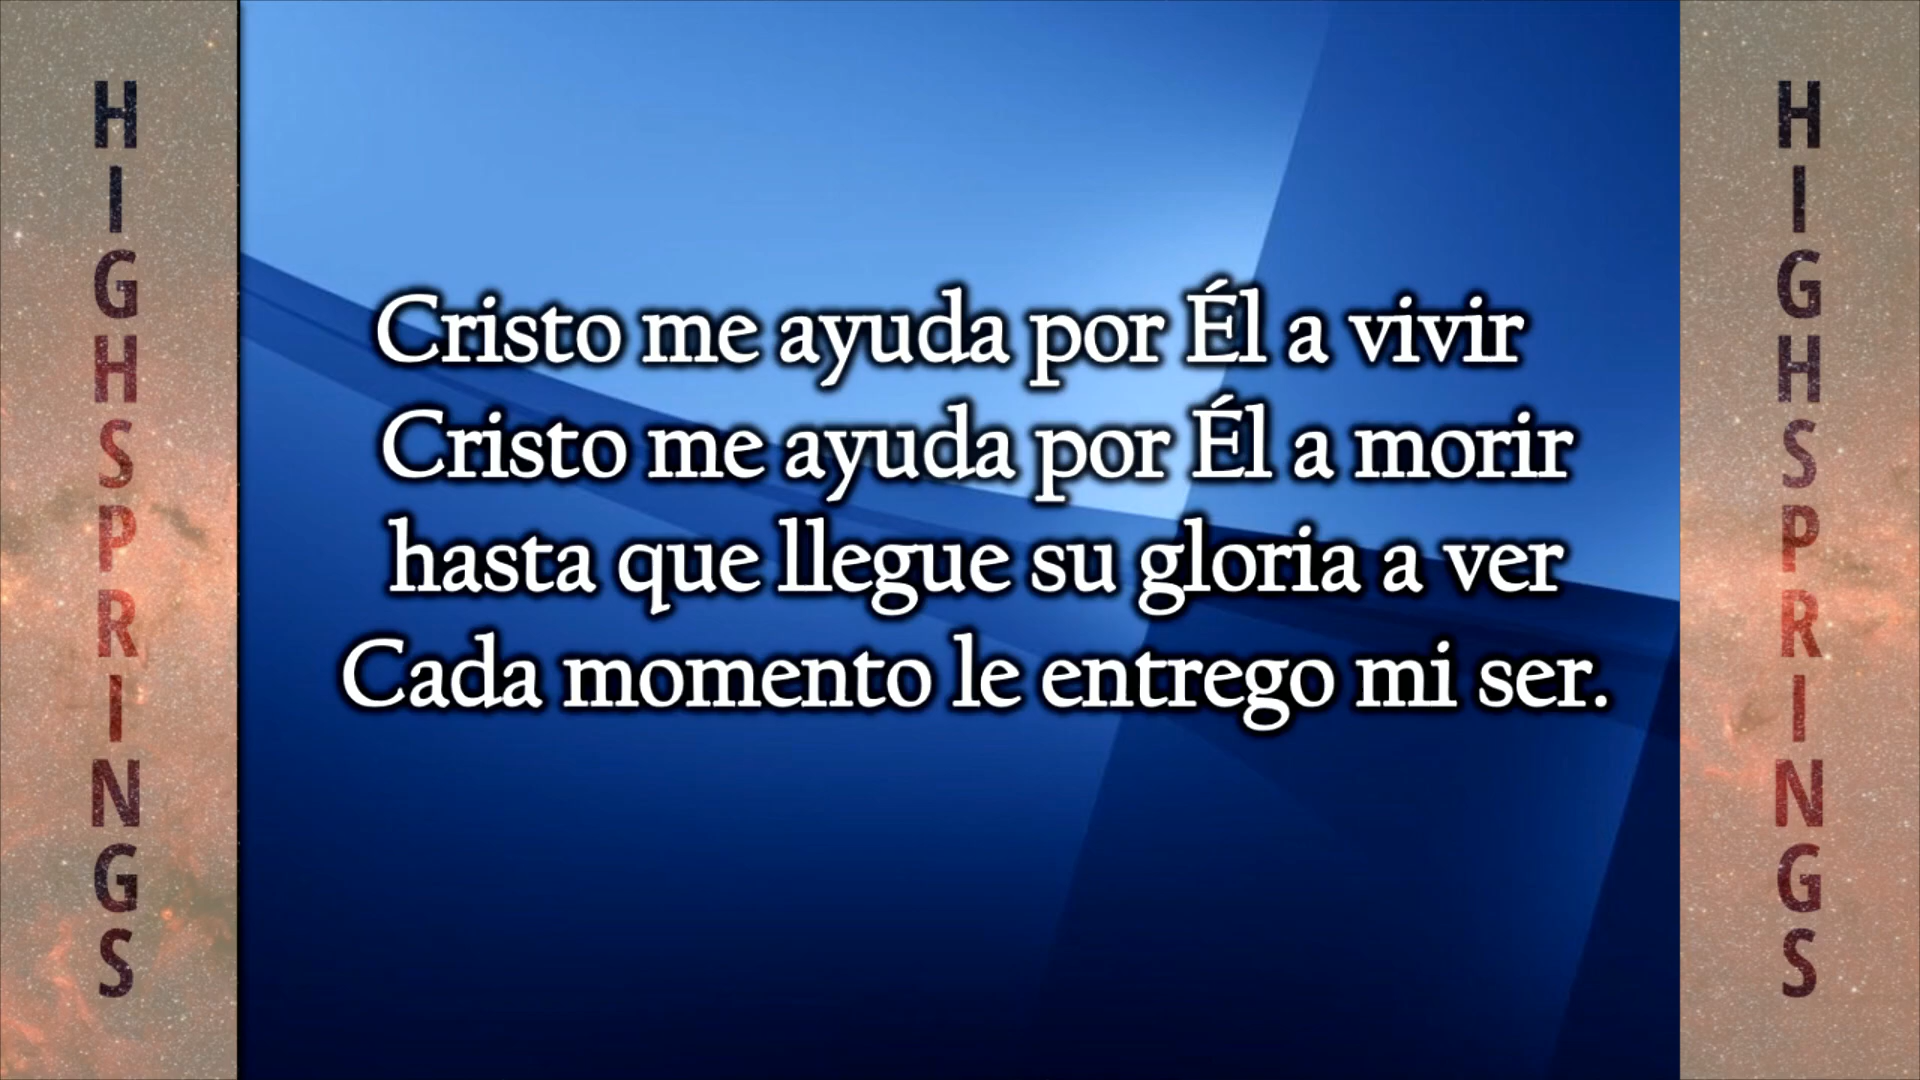 HIGHSPRINGS
Cristo me ayuda por Él a vivir
Cristo me ayuda por Él a morir
hasta que llegue su gloria a ver
Cada momento le entrego mi ser.
HIGHSPRINGS